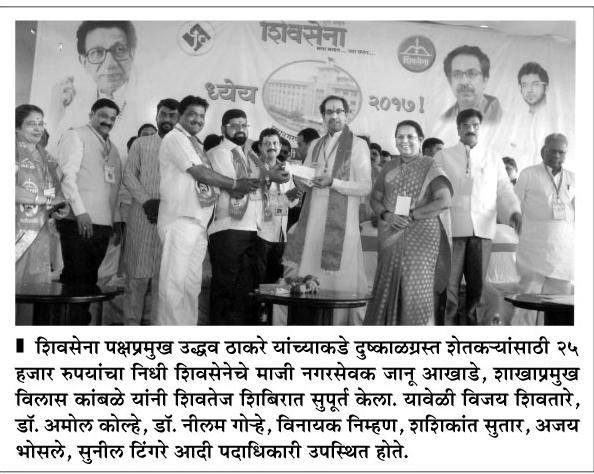 शिवसेना
ध्येय
२०१७!
शिवसेना
▌ शिवसेना पक्षप्रमुख उद्धव ठाकरे यांच्याकडे दुष्काळग्रस्त शेतकऱ्यांसाठी २५
हजार रुपयांचा निधी शिवसेनेचे माजी नगरसेवक जानू आखाडे, शाखाप्रमुख
विलास कांबळे यांनी शिवतेज शिबिरात सुपूर्त केला. यावेळी विजय शिवतारे,
डॉ. अमोल कोल्हे, डॉ. नीलम गोऱ्हे, विनायक निम्हण, शशिकांत सुतार, अजय
भोसले, सुनील टिंगरे आदी पदाधिकारी उपस्थित होते.